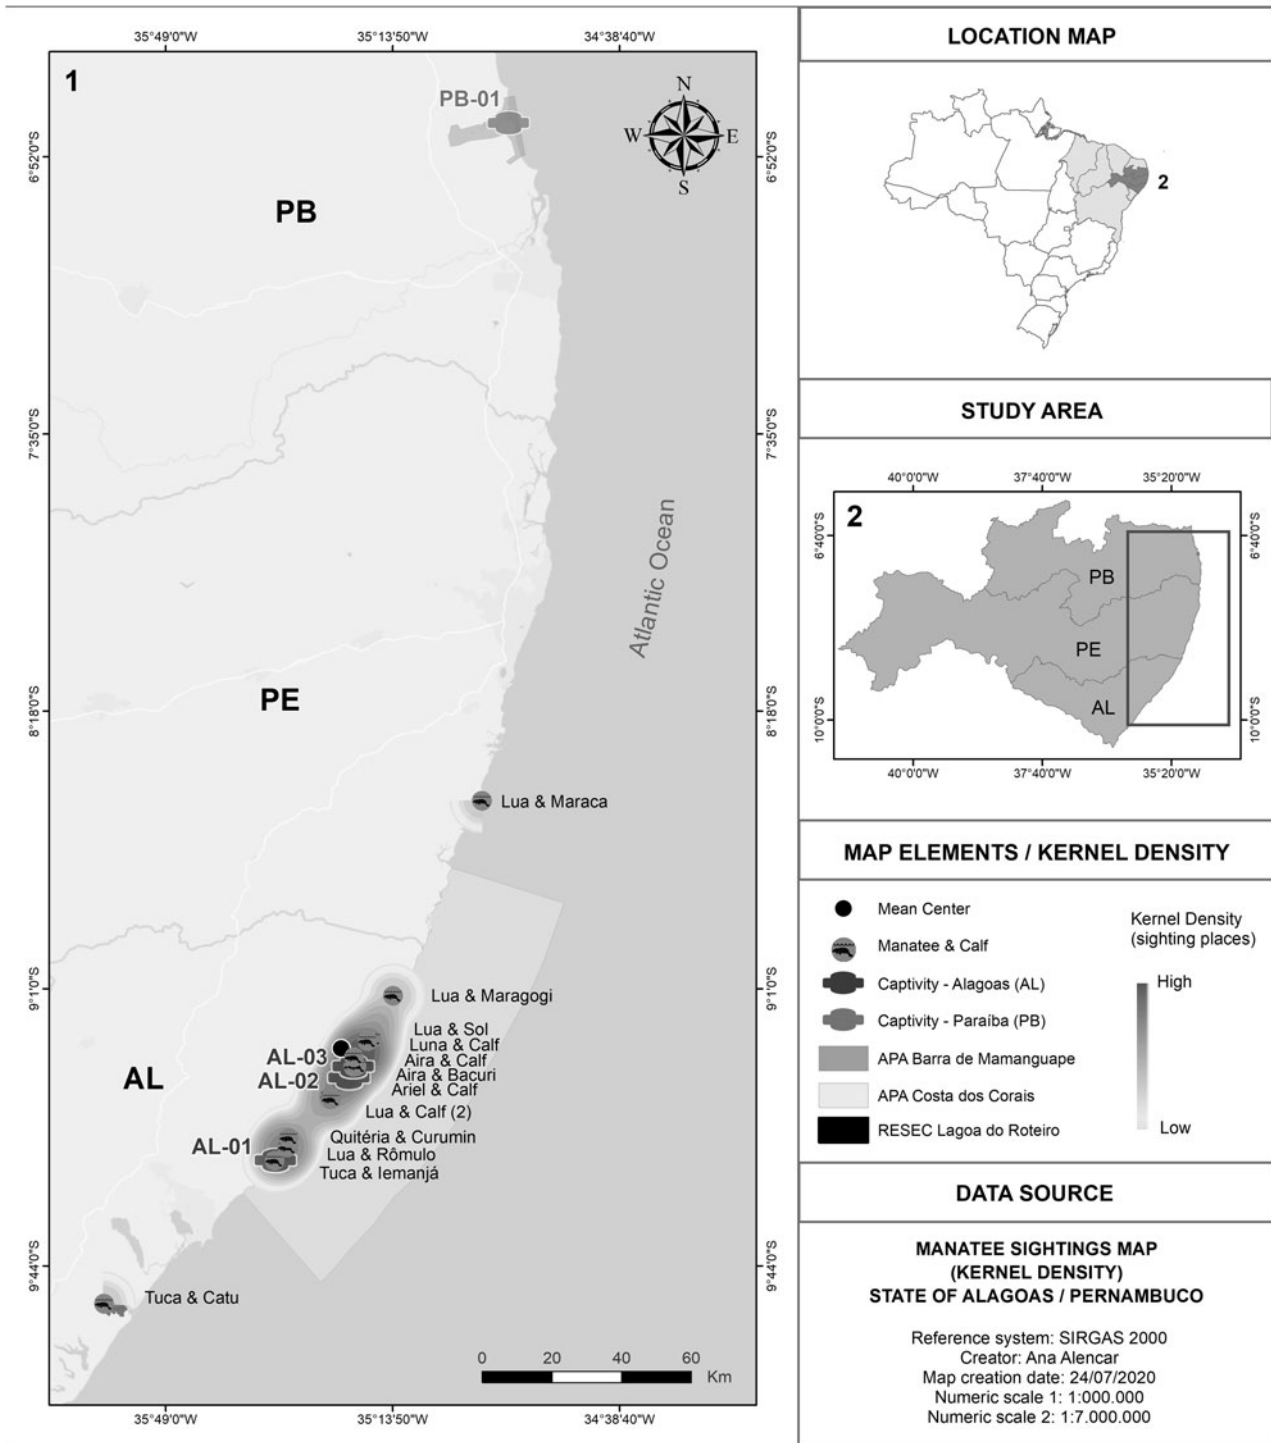 35°49'0"W
35°13'50"W
34°38'40"W
1
PB-01
N
W
E
S
6°52'0"S
6°52'0"S
PB
7°35'0"S
7°35'0"S
Atlantic Ocean
PE
8°18'0"S
8°18'0"S
Lua & Maraca
9°1'0"S
9°1'0"S
Lua & Maragogi
Lua & Sol
Luna & Calf
AL-03
Aira & Calf
AL-02
Aira & Bacuri
AL
Ariel & Calf
Lua & Calf (2)
Quitéria & Curumin
AL-01
Lua & Rômulo
Tuca & Iemanjá
9°44'0"S
9°44'0"S
Tuca & Catu
0 20 40 60
Km
35°49'0"W
35°13'50"W
34°38'40"W
LOCATION MAP
2
STUDY AREA
40°0'0"W
37°40'0"W
35°20'0"W
2
6°40'0"S
6°40'0"S
PB
PE
AL
10°0'0"S
10°0'0"S
40°0'0"W
37°40'0"W
35°20'0"W
MAP ELEMENTS / KERNEL DENSITY
Mean Center
Manatee & Calf
Captivity - Alagoas (AL)
Captivity - Paraíba (PB)
APA Barra de Mamanguape
APA Costa dos Corais
RESEC Lagoa do Roteiro
Kernel Density
(sighting places)
High
Low
DATA SOURCE
MANATEE SIGHTINGS MAP
(KERNEL DENSITY)
STATE OF ALAGOAS / PERNAMBUCO
Reference system: SIRGAS 2000
Creator: Ana Alencar
Map creation date: 24/07/2020
Numeric scale 1: 1:000.000
Numeric scale 2: 1:7.000.000